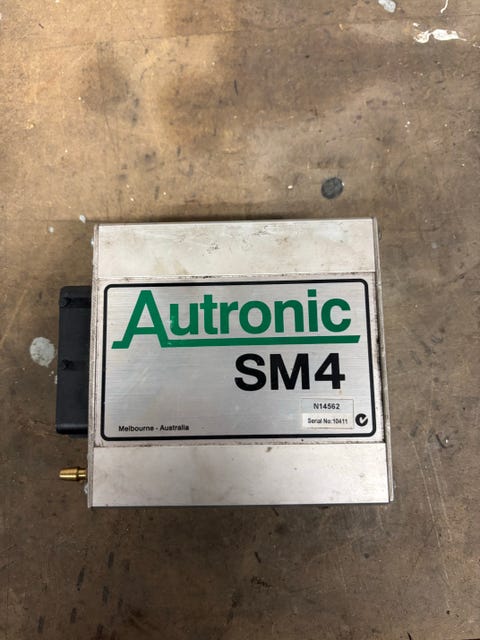 Autronic
SM4
N14562
Serial No:10411
Melbourne - Australia